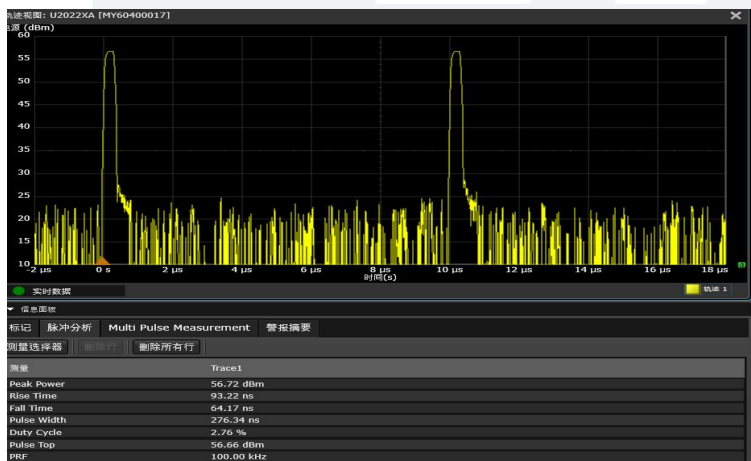 轨迹视图: U2022XA [MY60400017]
电源 (dBm)
60
55
50
45
40
35
30
25
20
15
10
-2 μs 0 s 2 μs 4 μs 6 μs 8 μs 10 μs 12 μs 14 μs 16 μs 18 μs
时间(s)
实时数据 轨迹 1
信息面板
标记 脉冲分析 Multi Pulse Measurement 警报摘要
测量选择器 删除行 删除所有行
测量 Trace1
Peak Power 56.72 dBm
Rise Time 93.22 ns
Fall Time 64.17 ns
Pulse Width 276.34 ns
Duty Cycle 2.76 %
Pulse Top 56.66 dBm
PRF 100.00 kHz